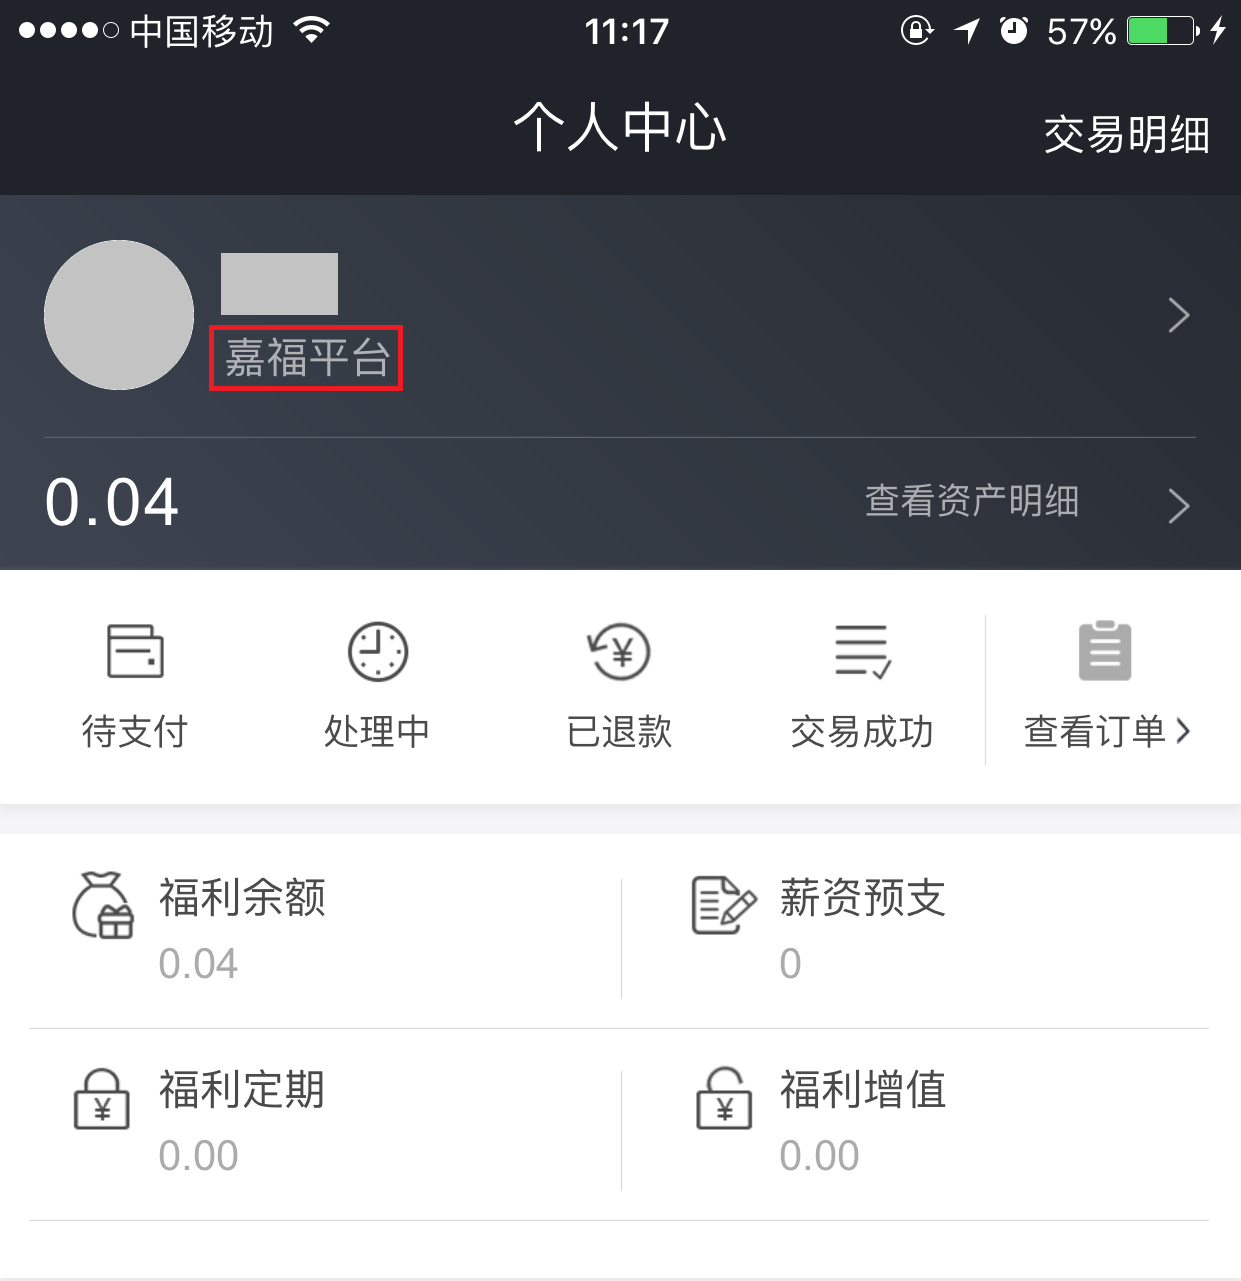 中国移动 11:17 57%
个人中心 交易明细
嘉福平台
0.04 查看资产明细
待支付 处理中 已退款 交易成功 查看订单
福利余额 薪资预支
0.04 0
福利定期 福利增值
0.00 0.00